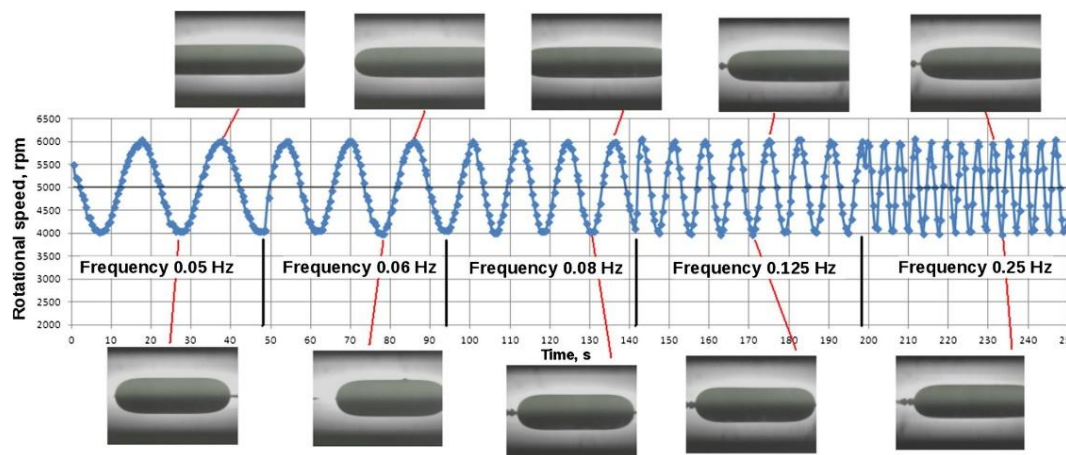 Rotational speed, rpm
6500
6000
5500
5000
4500
4000
3500
3000
2500
2000
Frequency 0.05 Hz
Frequency 0.06 Hz
Frequency 0.08 Hz
Frequency 0.125 Hz
Frequency 0.25 Hz
0 10 20 30 40 50 60 70 80 90 100 110 120 130 140 150 160 170 180 190 200 210 220 230 240
Time, s